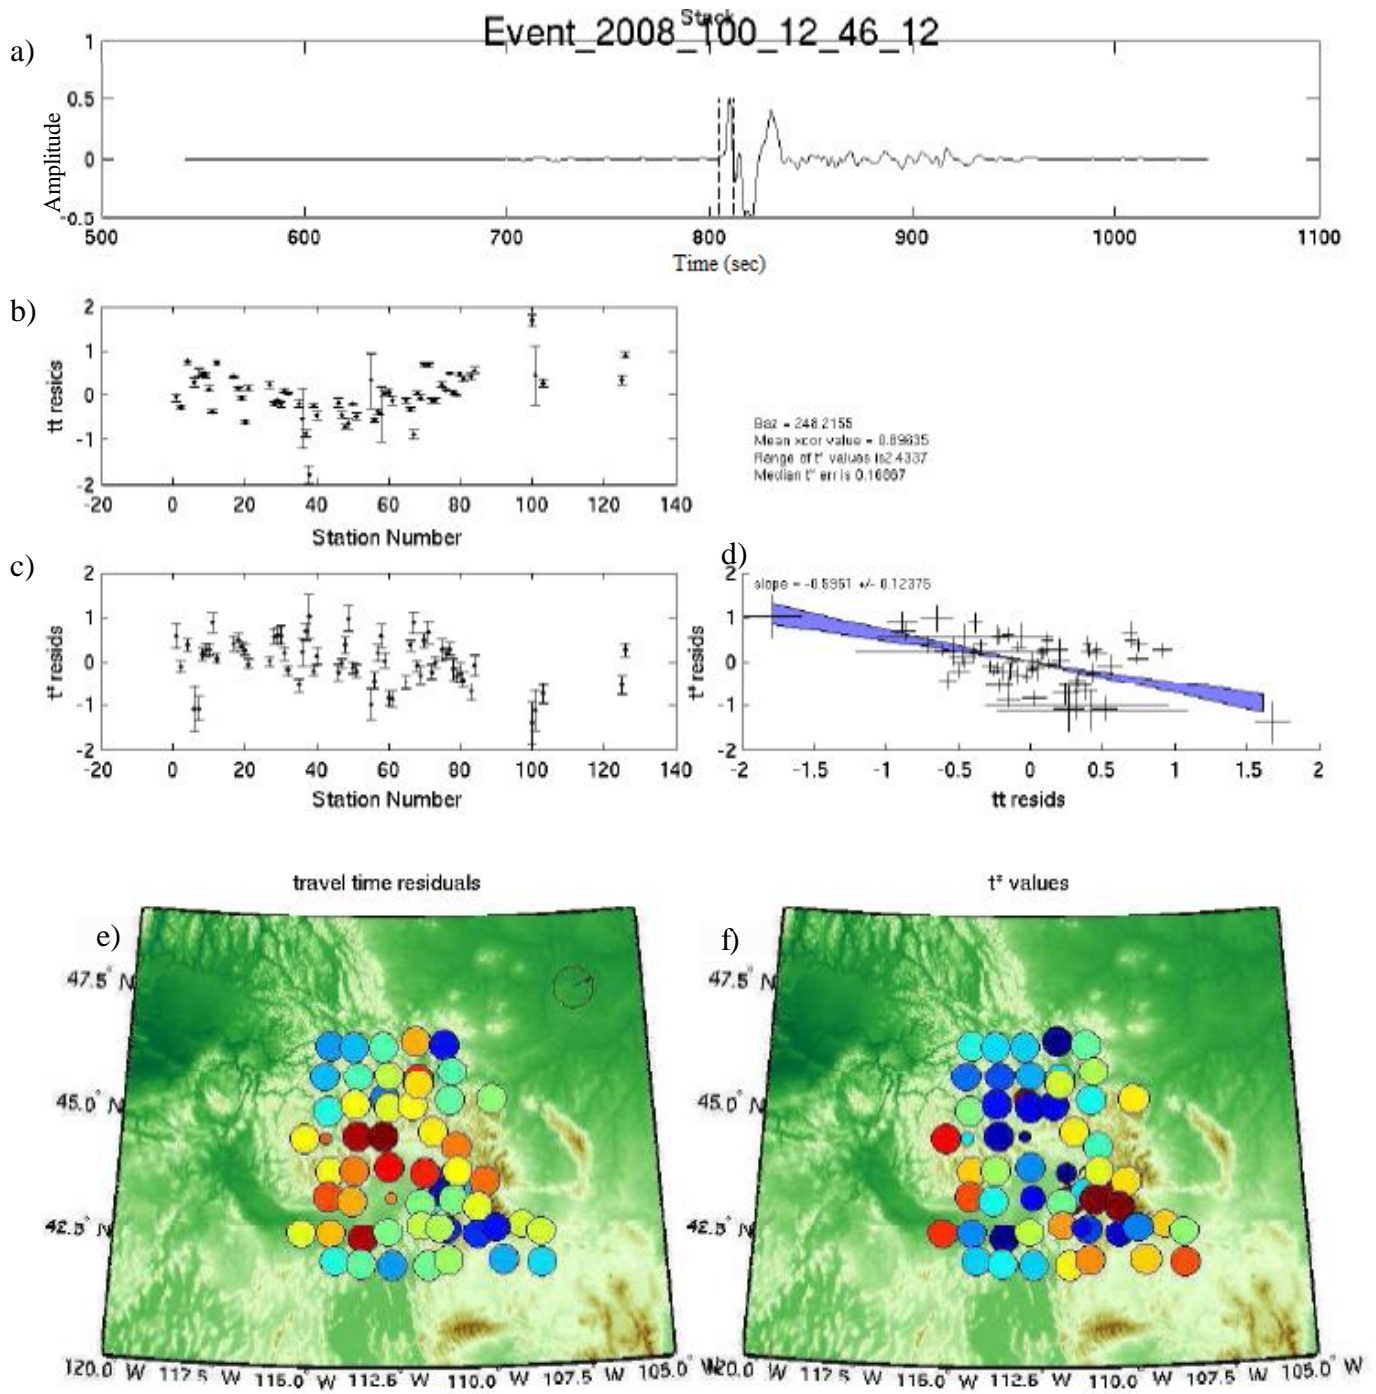 Stack
Event_2008_100_12_46_12
a)
1
0.5
0
-0.5
Amplitude
500 600 700 800 900 1000 1100
Time (sec)
b)
2
1
0
-1
-2
tt resids
-20 0 20 40 60 80 100 120 140
Station Number
Baz = 248.2155
Mean xcor value = 0.89635
Range of t* values is2.4337
Median t* err is 0.16867
c)
2
1
0
-1
-2
t* resids
-20 0 20 40 60 80 100 120 140
Station Number
d)
slope = -0.5951 +/- 0.12375
2
1
0
-1
-2
t* resids
-2 -1.5 -1 -0.5 0 0.5 1 1.5 2
tt resids
travel time residuals
e)
47.5° N
45.0° N
42.5° N
120.0° W 117.5° W 115.0° W 112.5° W 110.0° W 107.5° W 105.0° W
t* values
f)
47.5° N
45.0° N
42.5° N
120.0° W 117.5° W 115.0° W 112.5° W 110.0° W 107.5° W 105.0° W